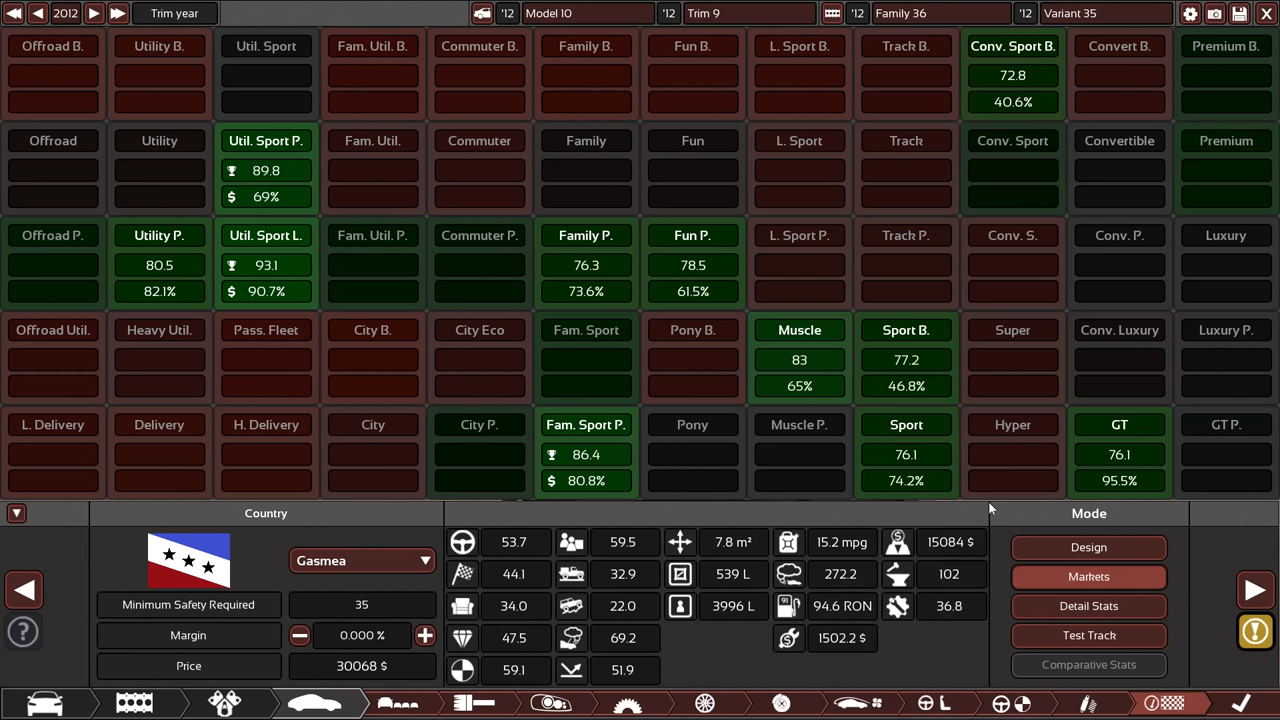 2012 Trim year '12 Model 10 '12 Trim 9 '12 Family 36 '12 Variant 35
Offroad B. Utility B. Util. Sport Fam. Util. B. Commuter B. Family B. Fun B. L. Sport B. Track B. Conv. Sport B. Convert B. Premium B.
72.8
40.6%
Offroad Utility Util. Sport P. Fam. Util. Commuter Family Fun L. Sport Track Conv. Sport Convertible Premium
89.8
$ 69%
Offroad P. Utility P. Util. Sport L. Fam. Util. P. Commuter P. Family P. Fun P. L. Sport P. Track P. Conv. S. Conv. P. Luxury
80.5 93.1 76.3 78.5
82.1% $ 90.7% 73.6% 61.5%
Offroad Util. Heavy Util. Pass. Fleet City B. City Eco Fam. Sport Pony B. Muscle Sport B. Super Conv. Luxury Luxury P.
83 77.2
65% 46.8%
L. Delivery Delivery H. Delivery City City P. Fam. Sport P. Pony Muscle P. Sport Hyper GT GT P.
86.4 76.1 76.1
$ 80.8% 74.2% 95.5%
Country Mode
Gasmea
Minimum Safety Required 35
Margin 0.000 %
Price 30068 $
53.7 59.5 7.8 m² 15.2 mpg $ 15084 $
44.1 32.9 539 L 272.2 102
34.0 22.0 3996 L 91 94.6 RON 36.8
47.5 69.2 1502.2 $
59.1 51.9
Design
Markets
Detail Stats
Test Track
Comparative Stats
?